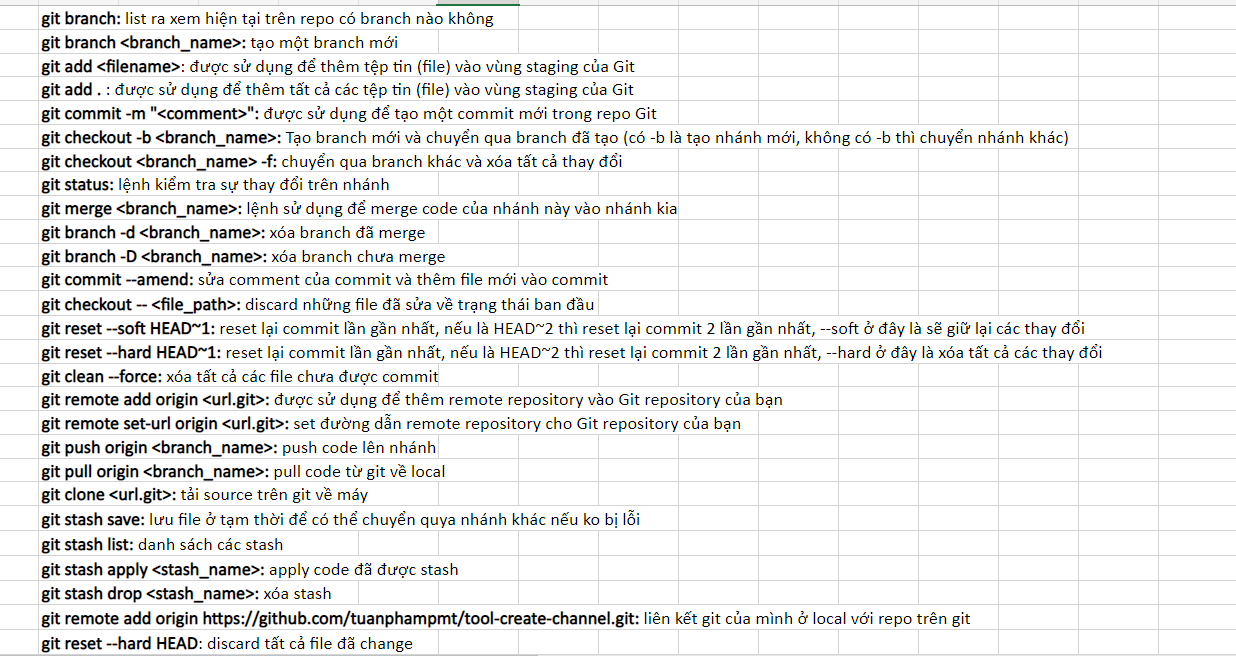 git branch: list ra xem hiện tại trên repo có branch nào không
git branch <branch_name>: tạo một branch mới
git add <filename>: được sử dụng để thêm tệp tin (file) vào vùng staging của Git
git add . : được sử dụng để thêm tất cả các tệp tin (file) vào vùng staging của Git
git commit -m "<comment>": được sử dụng để tạo một commit mới trong repo Git
git checkout -b <branch_name>: Tạo branch mới và chuyển qua branch đã tạo (có -b là tạo nhánh mới, không có -b thì chuyển nhánh khác)
git checkout <branch_name> -f: chuyển qua branch khác và xóa tất cả thay đổi
git status: lệnh kiểm tra sự thay đổi trên nhánh
git merge <branch_name>: lệnh sử dụng để merge code của nhánh này vào nhánh kia
git branch -d <branch_name>: xóa branch đã merge
git branch -D <branch_name>: xóa branch chưa merge
git commit --amend: sửa comment của commit và thêm file mới vào commit
git checkout -- <file_path>: discard những file đã sửa về trạng thái ban đầu
git reset --soft HEAD~1: reset lại commit lần gần nhất, nếu là HEAD~2 thì reset lại commit 2 lần gần nhất, --soft ở đây là sẽ giữ lại các thay đổi
git reset --hard HEAD~1: reset lại commit lần gần nhất, nếu là HEAD~2 thì reset lại commit 2 lần gần nhất, --hard ở đây là xóa tất cả các thay đổi
git clean --force: xóa tất cả các file chưa được commit
git remote add origin <url.git>: được sử dụng để thêm remote repository vào Git repository của bạn
git remote set-url origin <url.git>: set đường dẫn remote repository cho Git repository của bạn
git push origin <branch_name>: push code lên nhánh
git pull origin <branch_name>: pull code từ git về local
git clone <url.git>: tải source trên git về máy
git stash save: lưu file ở tạm thời để có thể chuyển quya nhánh khác nếu ko bị lỗi
git stash list: danh sách các stash
git stash apply <stash_name>: apply code đã được stash
git stash drop <stash_name>: xóa stash
git remote add origin https://github.com/tuanphampmt/tool-create-channel.git: liên kết git của mình ở local với repo trên git
git reset --hard HEAD: discard tất cả file đã change